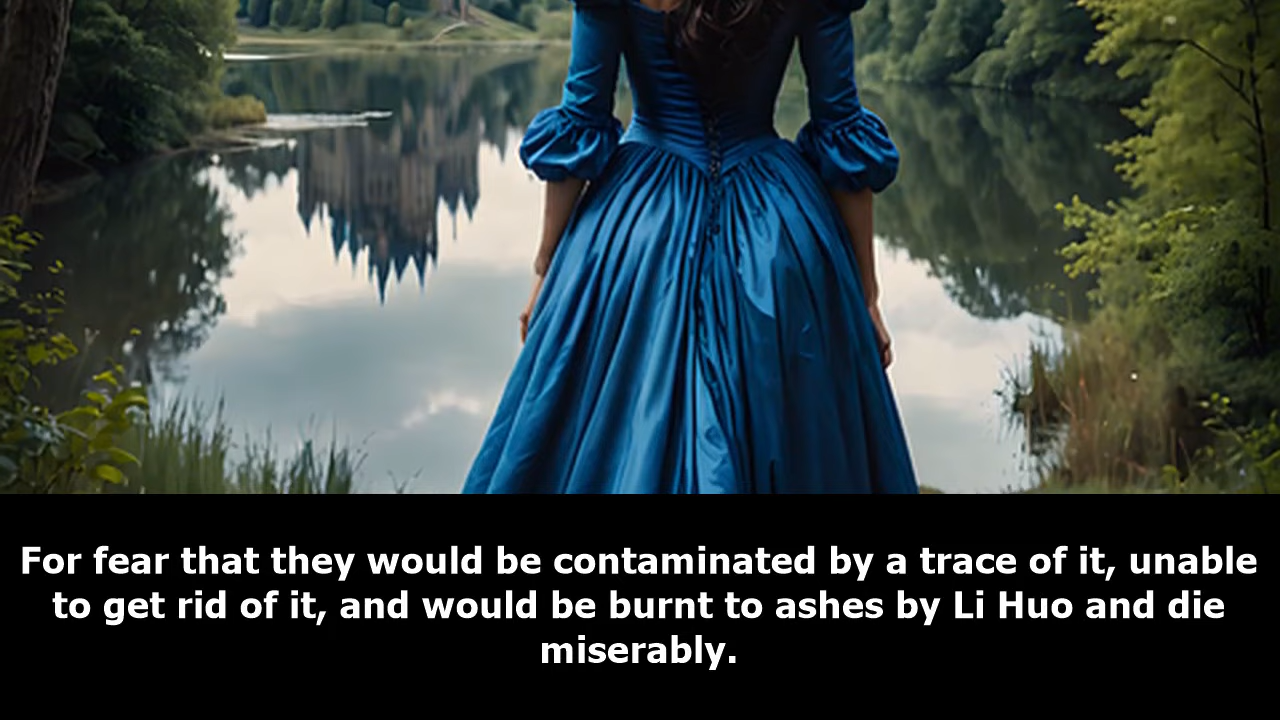 For fear that they would be contaminated by a trace of it, unable
to get rid of it, and would be burnt to ashes by Li Huo and die
miserably.